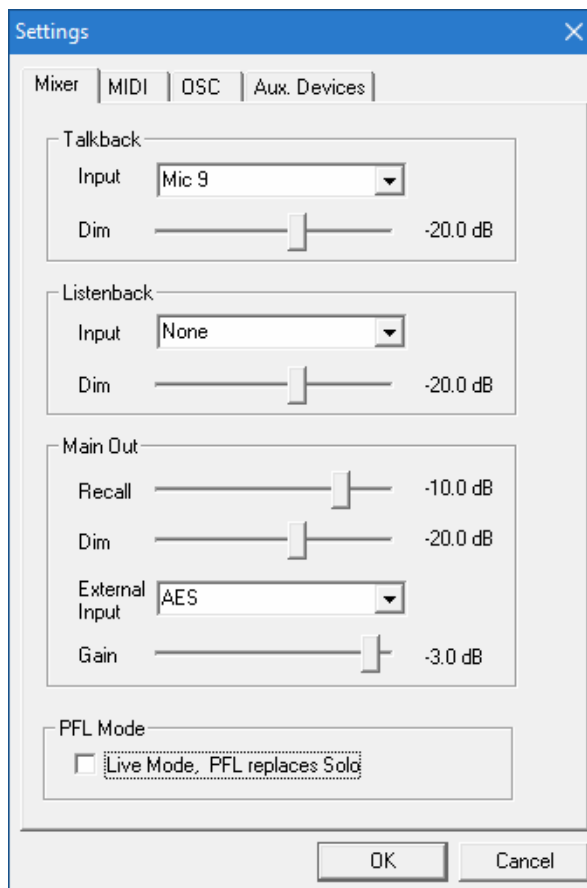 Settings
Mixer MIDI OSC Aux. Devices
Talkback
Input Mic 9
Dim -20.0 dB
Listenback
Input None
Dim -20.0 dB
Main Out
Recall -10.0 dB
Dim -20.0 dB
External
Input AES
Gain -3.0 dB
PFL Mode
Live Mode, PFL replaces Solo
OK Cancel